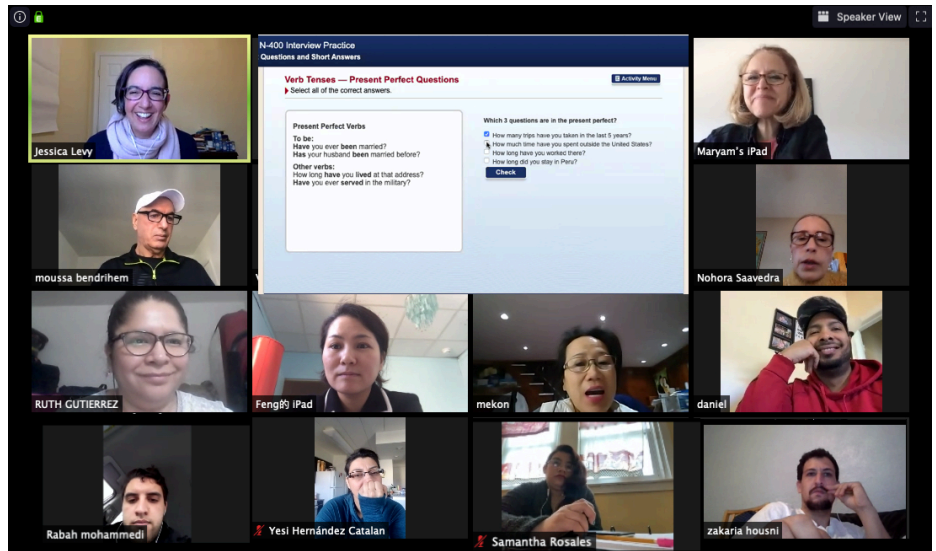 Speaker View
N-400 Interview Practice
Questions and Short Answers
Verb Tenses — Present Perfect Questions
Activity Menu
Select all of the correct answers.
Present Perfect Verbs
To be:
Have you ever been married?
Has your husband been married before?
Other verbs:
How long have you lived at that address?
Have you ever served in the military?
Which 3 questions are in the present perfect?
How many trips have you taken in the last 5 years?
How much time have you spent outside the United States?
How long have you worked there?
How long did you stay in Peru?
Check
Jessica Levy
Maryam's iPad
moussa bendrihem
Nohora Saavedra
RUTH GUTIERREZ
Feng的 iPad
mekon
daniel
Rabah mohammedi
Yesi Hernández Catalan
Samantha Rosales
zakaria housni